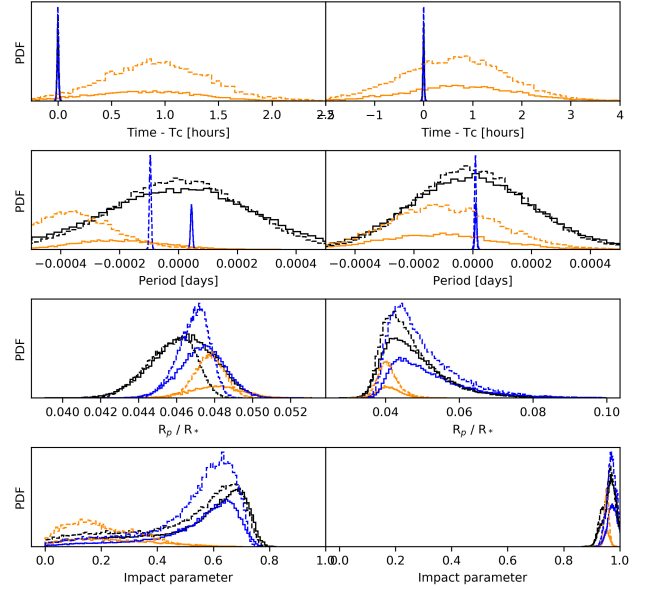 PDF
0.0 0.5 1.0 1.5 2.0 2.5
−2 −1 0 1 2 3 4
Time - Tc [hours]
Time - Tc [hours]
PDF
−0.0004 −0.0002 0.0000 0.0002 0.0004
−0.0004 −0.0002 0.0000 0.0002 0.0004
Period [days]
Period [days]
PDF
0.040 0.042 0.044 0.046 0.048 0.050 0.052
0.04 0.06 0.08 0.10
R_p / R_*
R_p / R_*
PDF
0.0 0.2 0.4 0.6 0.8 1.0
0.0 0.2 0.4 0.6 0.8 1.0
Impact parameter
Impact parameter